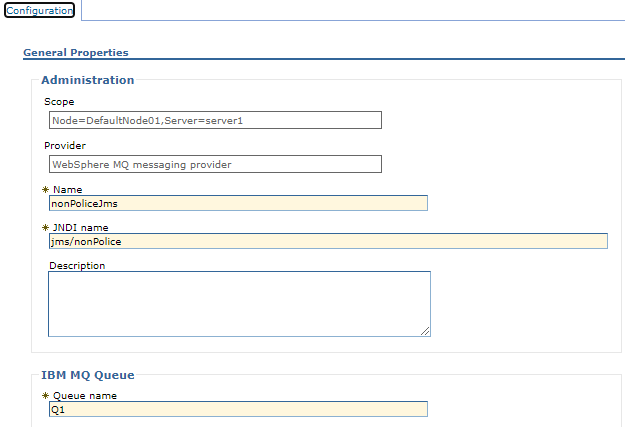 Configuration
General Properties
Administration
Scope
Node=DefaultNode01,Server=server1
Provider
WebSphere MQ messaging provider
* Name
nonPoliceJms
* JNDI name
jms/nonPolice
Description
IBM MQ Queue
* Queue name
Q1